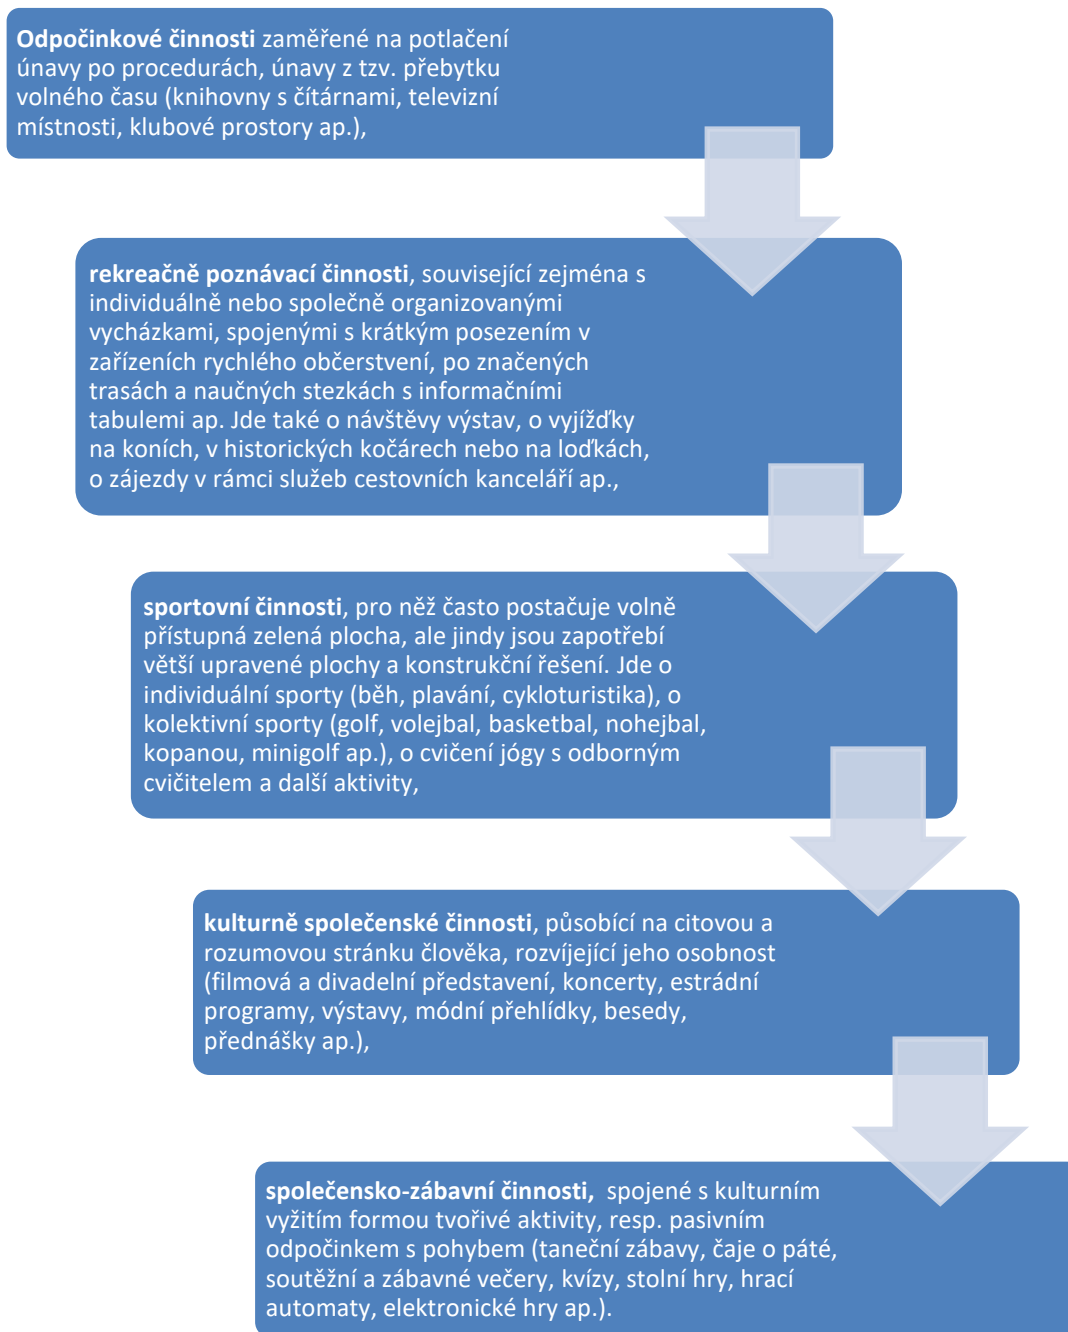 Odpočinkové činnosti zaměřené na potlačení
únavy po procedurách, únavy z tzv. přebytku
volného času (knihovny s čítárnami, televizní
místnosti, klubové prostory ap.),
rekreačně poznávací činnosti, související zejména s
individuálně nebo společně organizovanými
vycházkami, spojenými s krátkým posezením v
zařízeních rychlého občerstvení, po značených
trasách a naučných stezkách s informačními
tabulemi ap. Jde také o návštěvy výstav, o vyjížďky
na koních, v historických kočárech nebo na loďkách,
o zájezdy v rámci služeb cestovních kanceláří ap.,
sportovní činnosti, pro něž často postačuje volně
přístupná zelená plocha, ale jindy jsou zapotřebí
větší upravené plochy a konstrukční řešení. Jde o
individuální sporty (běh, plavání, cykloturistika), o
kolektivní sporty (golf, volejbal, basketbal, nohejbal,
kopanou, minigolf ap.), o cvičení jógy s odborným
cvičitelem a další aktivity,
kulturně společenské činnosti, působící na citovou a
rozumovou stránku člověka, rozvíjející jeho osobnost
(filmová a divadelní představení, koncerty, estrádní
programy, výstavy, módní přehlídky, besedy,
přednášky ap.),
společensko-zábavní činnosti, spojené s kulturním
vyžitím formou tvořivé aktivity, resp. pasivním
odpočinkem s pohybem (taneční zábavy, čaje o páté,
soutěžní a zábavné večery, kvízy, stolní hry, hrací
automaty, elektronické hry ap.).